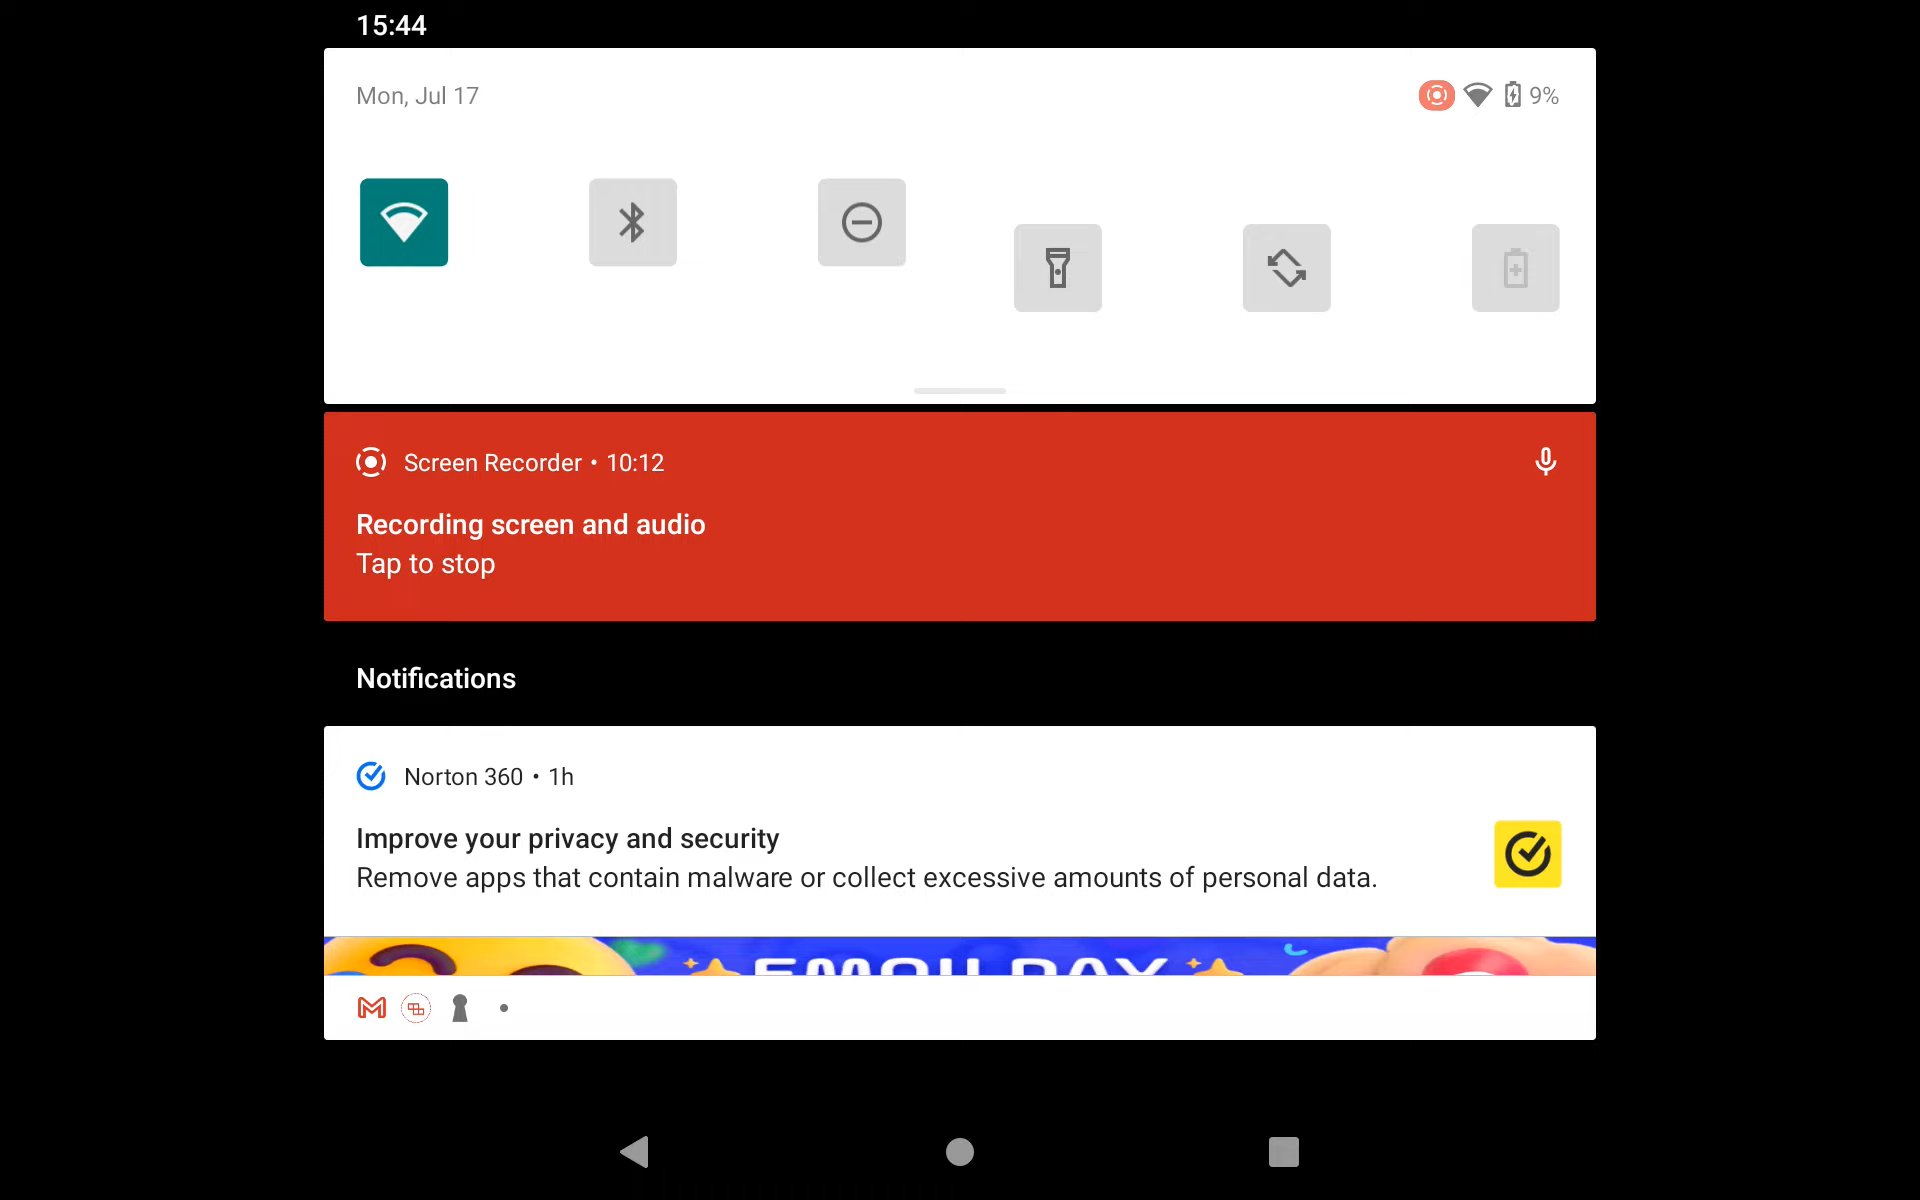 15:44
Mon, Jul 17
9%
Screen Recorder • 10:12
Recording screen and audio
Tap to stop
Notifications
Norton 360 • 1h
Improve your privacy and security
Remove apps that contain malware or collect excessive amounts of personal data.
EMOJI DAY